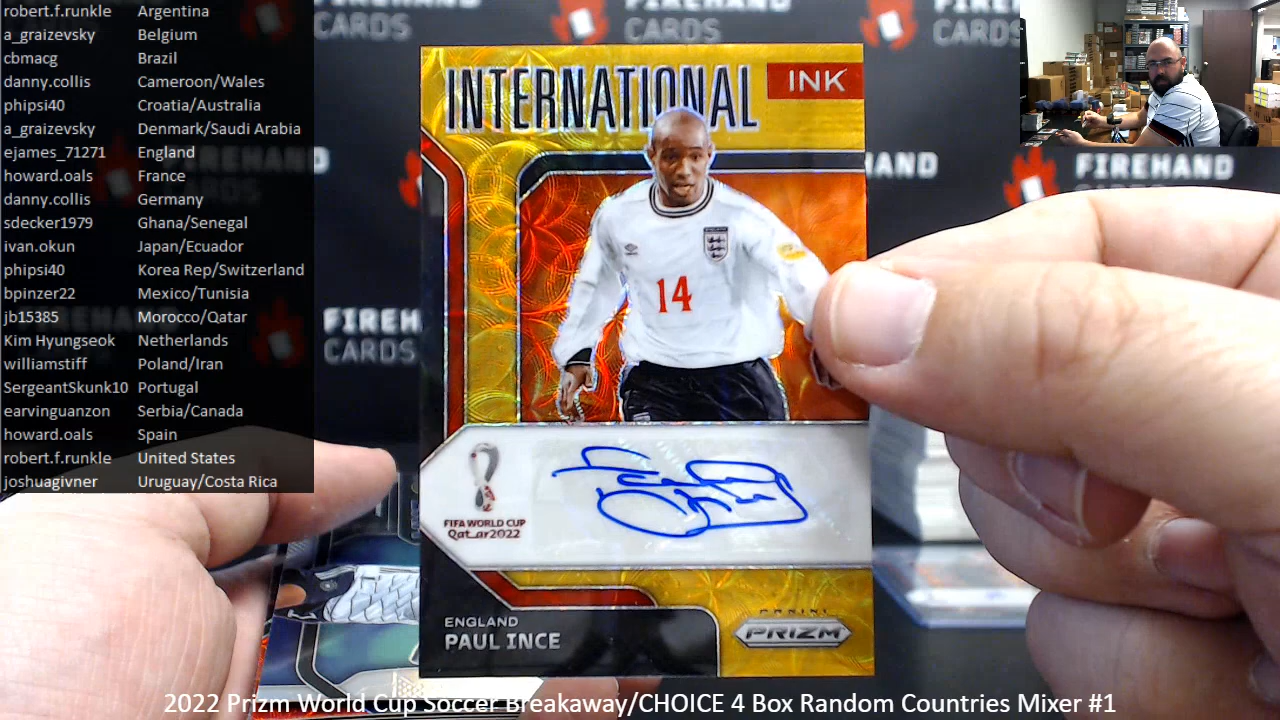 robert.f.runkle Argentina
a_graizevsky Belgium
cbmacg Brazil
danny.collis Cameroon/Wales
phipsi40 Croatia/Australia
a_graizevsky Denmark/Saudi Arabia
ejames_71271 England
howard.oals France
danny.collis Germany
sdecker1979 Ghana/Senegal
ivan.okun Japan/Ecuador
phipsi40 Korea Rep/Switzerland
bpinzer22 Mexico/Tunisia
jb15385 Morocco/Qatar
Kim Hyungseok Netherlands
williamstiff Poland/Iran
SergeantSkunk10 Portugal
earvinguanzon Serbia/Canada
howard.oals Spain
robert.f.runkle United States
joshuagivner Uruguay/Costa Rica
FIREHAND
CARDS
CARDS
HAND
FIREHAND
FIREH
CARDS
INTERNATIONAL INK
14
FIFA WORLD CUP
Qatar2022
ENGLAND
PAUL INCE
PANINI
PRIZM
2022 Prizm World Cup Soccer Breakaway/CHOICE 4 Box Random Countries Mixer #1